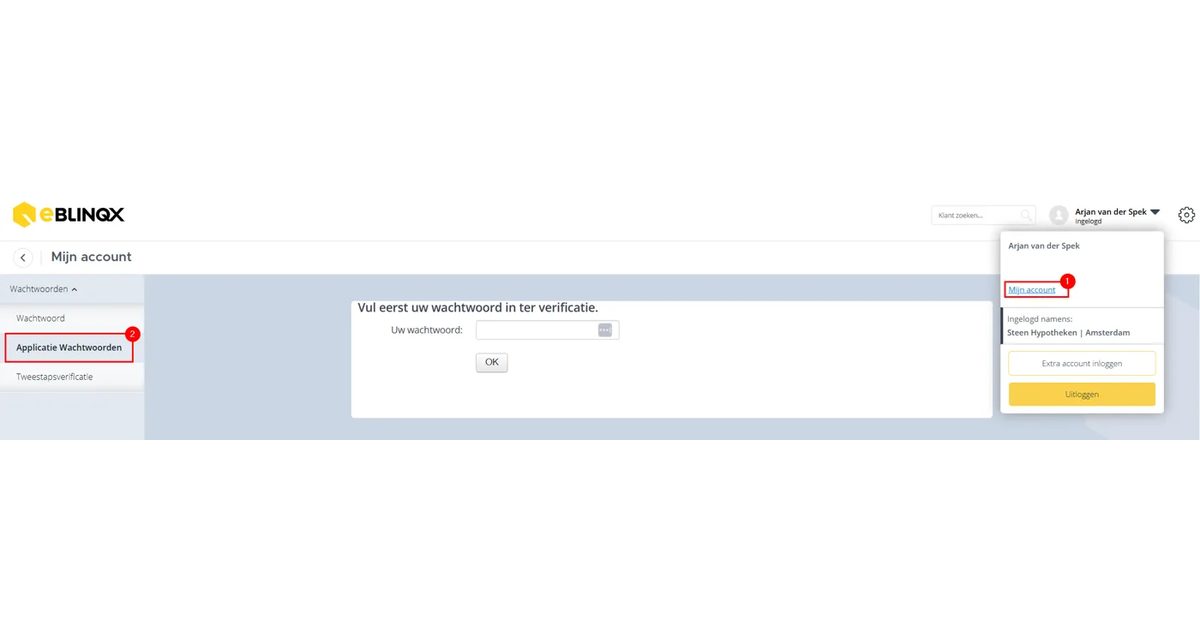 eBLINQX
Klant zoeken...
Arjan van der Spek
ingelogd
Mijn account
Arjan van der Spek
1
Mijn account
Ingelogd namens:
Steen Hypotheken | Amsterdam
Extra account inloggen
Uitloggen
Wachtwoorden
Wachtwoord
2
Applicatie Wachtwoorden
Tweestapsverificatie
Vul eerst uw wachtwoord in ter verificatie.
Uw wachtwoord:
OK